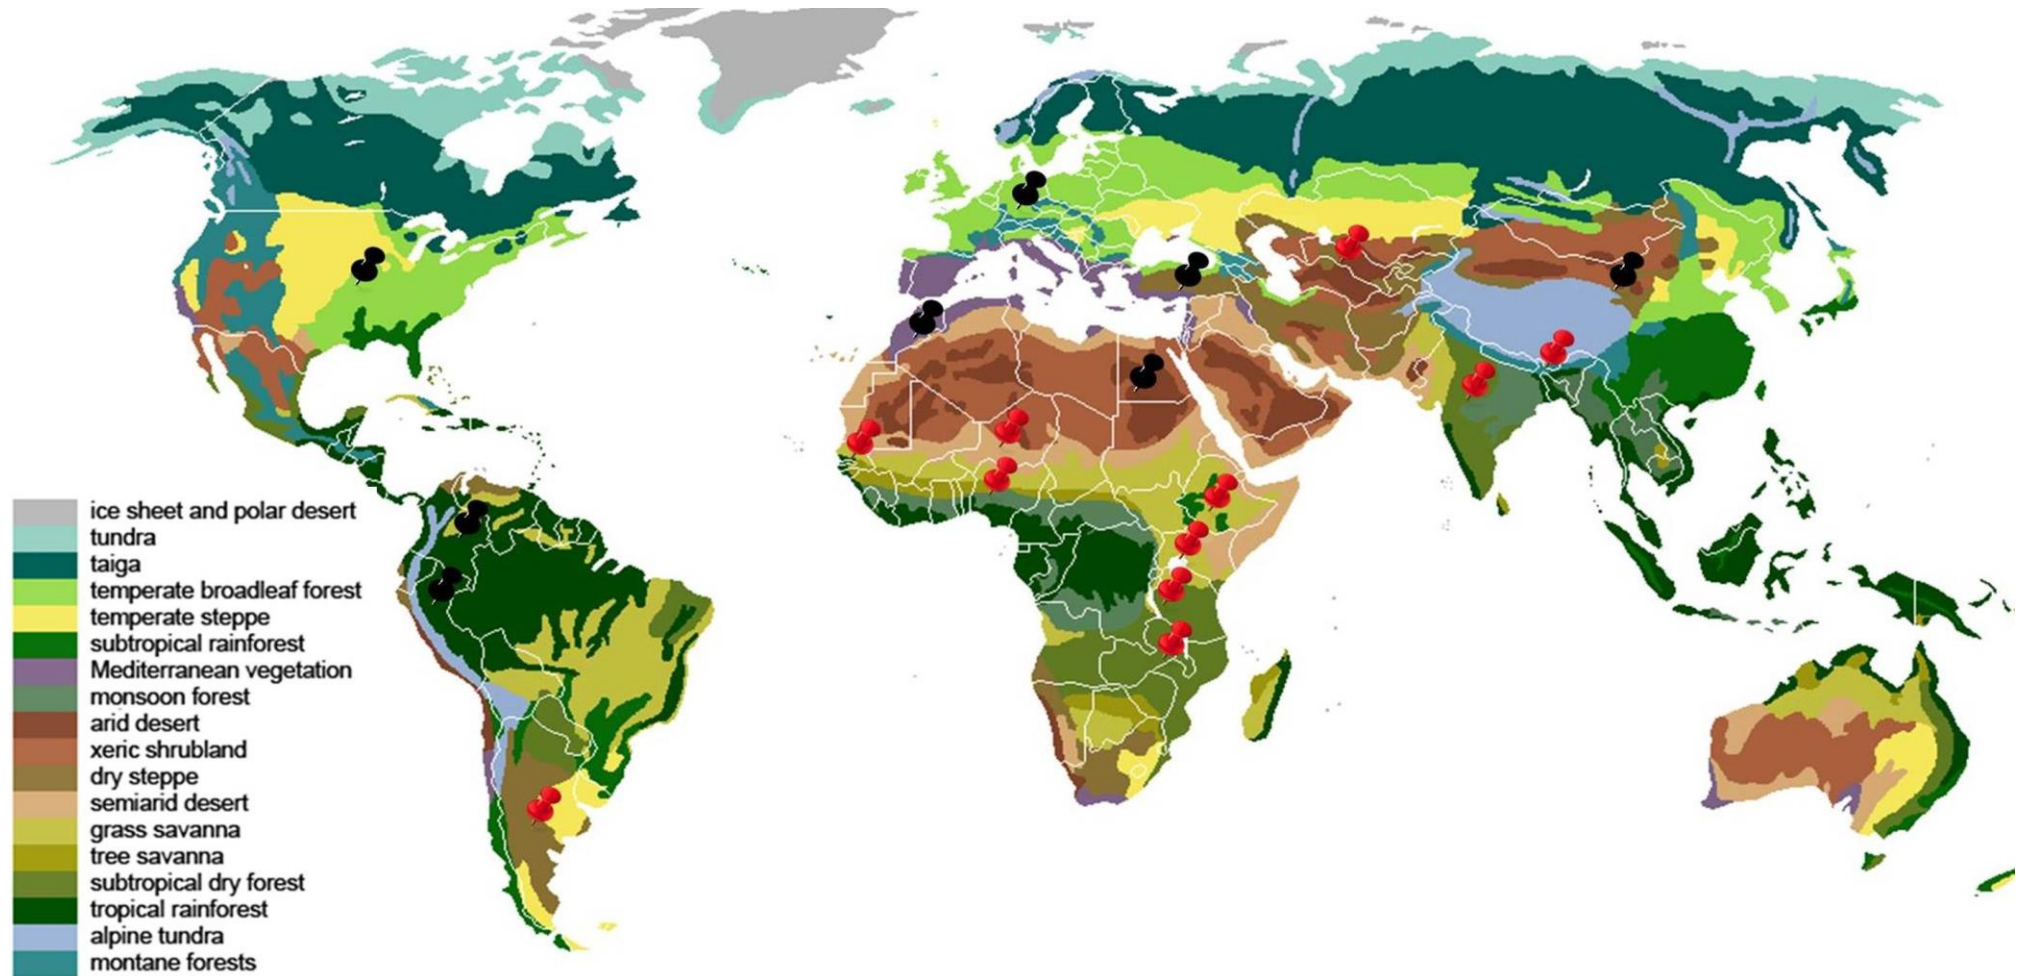 ice sheet and polar desert
tundra
taiga
temperate broadleaf forest
temperate steppe
subtropical rainforest
Mediterranean vegetation
monsoon forest
arid desert
xeric shrubland
dry steppe
semiarid desert
grass savanna
tree savanna
subtropical dry forest
tropical rainforest
alpine tundra
montane forests